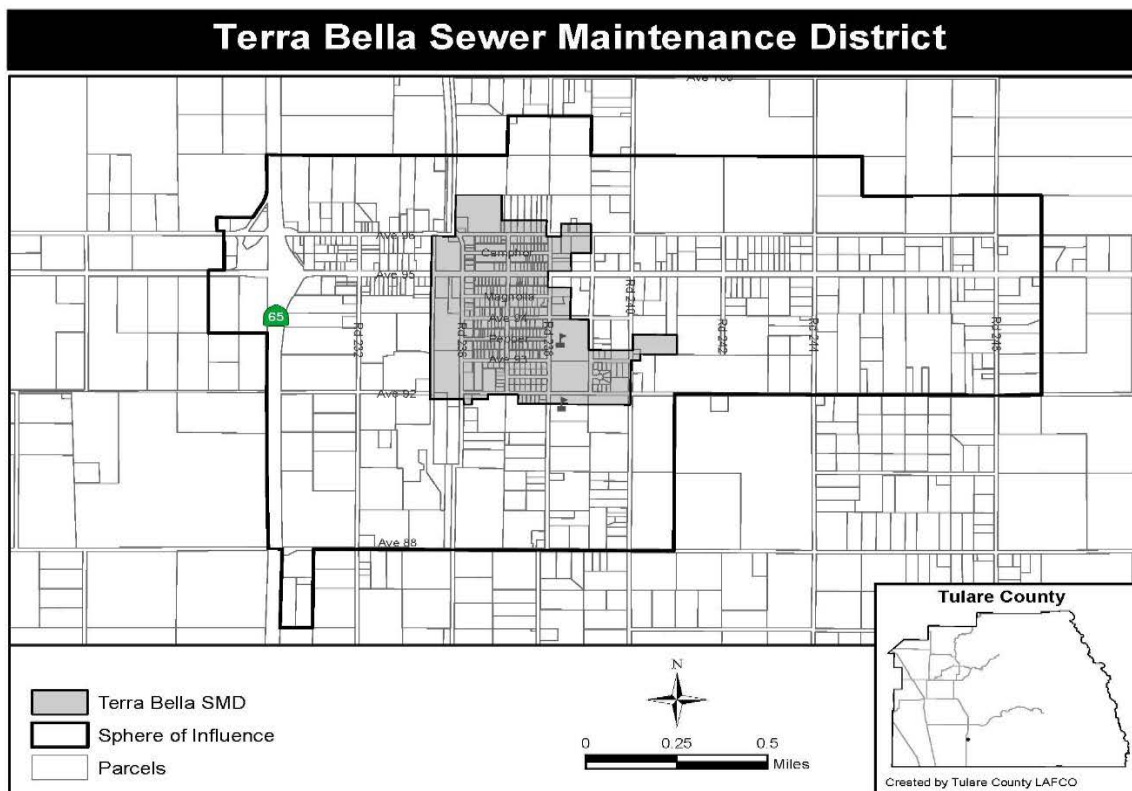 Terra Bella Sewer Maintenance District
Ave 100
Ave 96
Camphor
Ave 95
Magnolia
65
Rd 232
Rd 236
Ave 94
Rd 238
Rd 240
Rd 242
Rd 244
Rd 248
Pepper
Ave 93
Ave 92
Ave 88
Terra Bella SMD
Sphere of Influence
Parcels
N
0 0.25 0.5
Miles
Tulare County
Created by Tulare County LAFCO